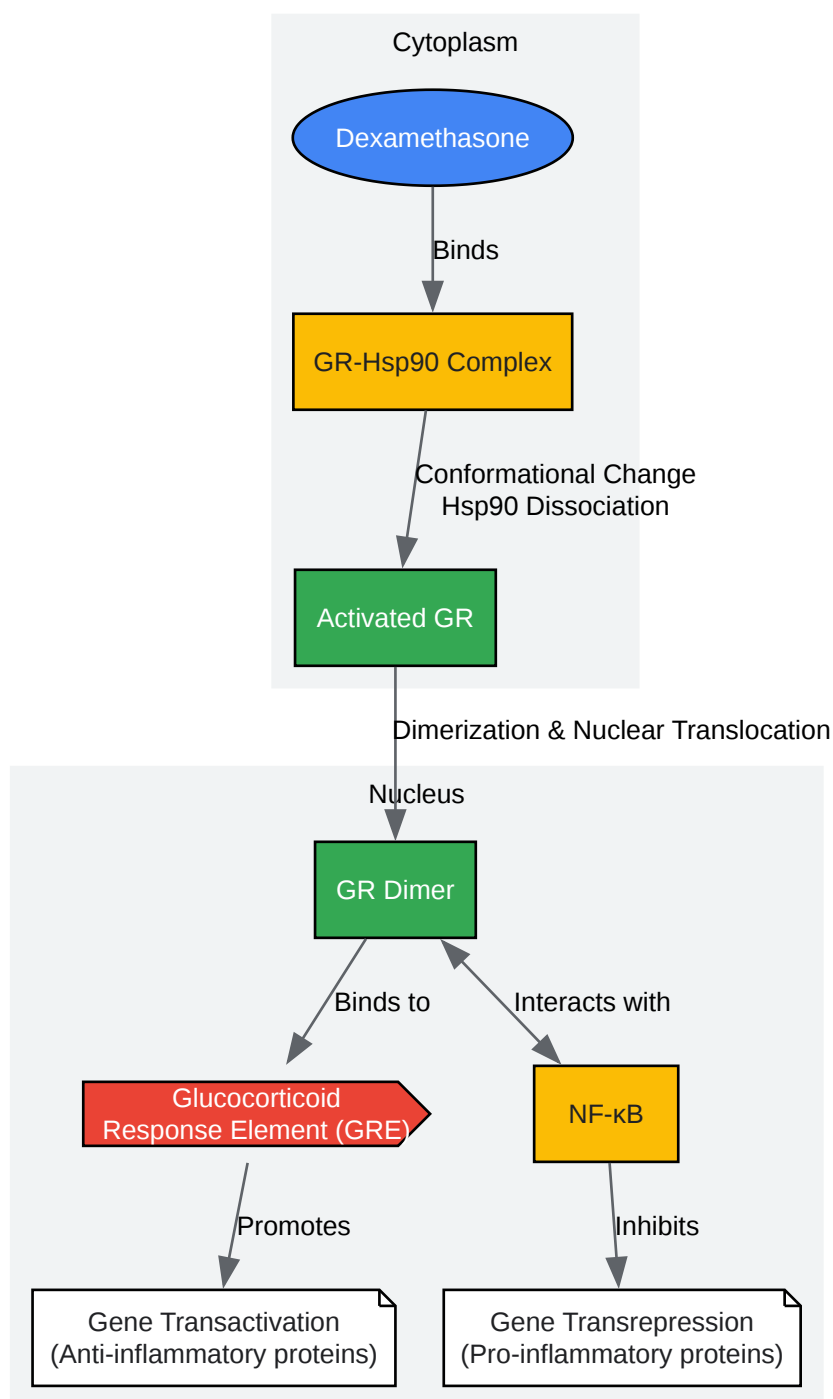 Cytoplasm
Dexamethasone
Binds
GR-Hsp90 Complex
Conformational Change
Hsp90 Dissociation
Activated GR
Dimerization & Nuclear Translocation
Nucleus
GR Dimer
Binds to
Interacts with
Glucocorticoid
Response Element (GRE)
NF-κB
Promotes
Inhibits
Gene Transactivation
(Anti-inflammatory proteins)
Gene Transrepression
(Pro-inflammatory proteins)